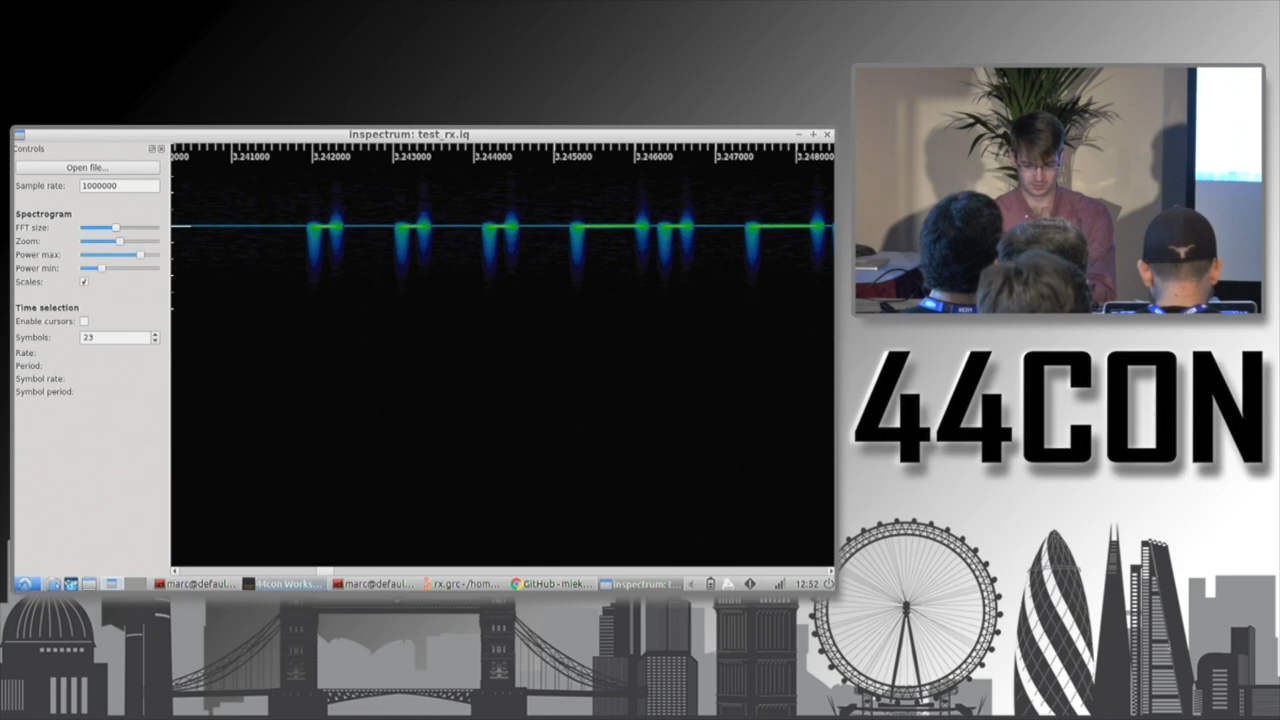 Inspectrum: test_rx.iq
Controls
Open file...
Sample rate: 1000000
Spectrogram
FFT size:
Zoom:
Power max:
Power min:
Scales:
Time selection
Enable cursors:
Symbols: 23
Rate:
Period:
Symbol rate:
Symbol period:
0000 3.241000 3.242000 3.243000 3.244000 3.245000 3.246000 3.247000 3.248000
marc@defaul... 44con Works... marc@defaul... rx.grc - /hom... GitHub - miek... Inspectrum: t... 12:52
44CON